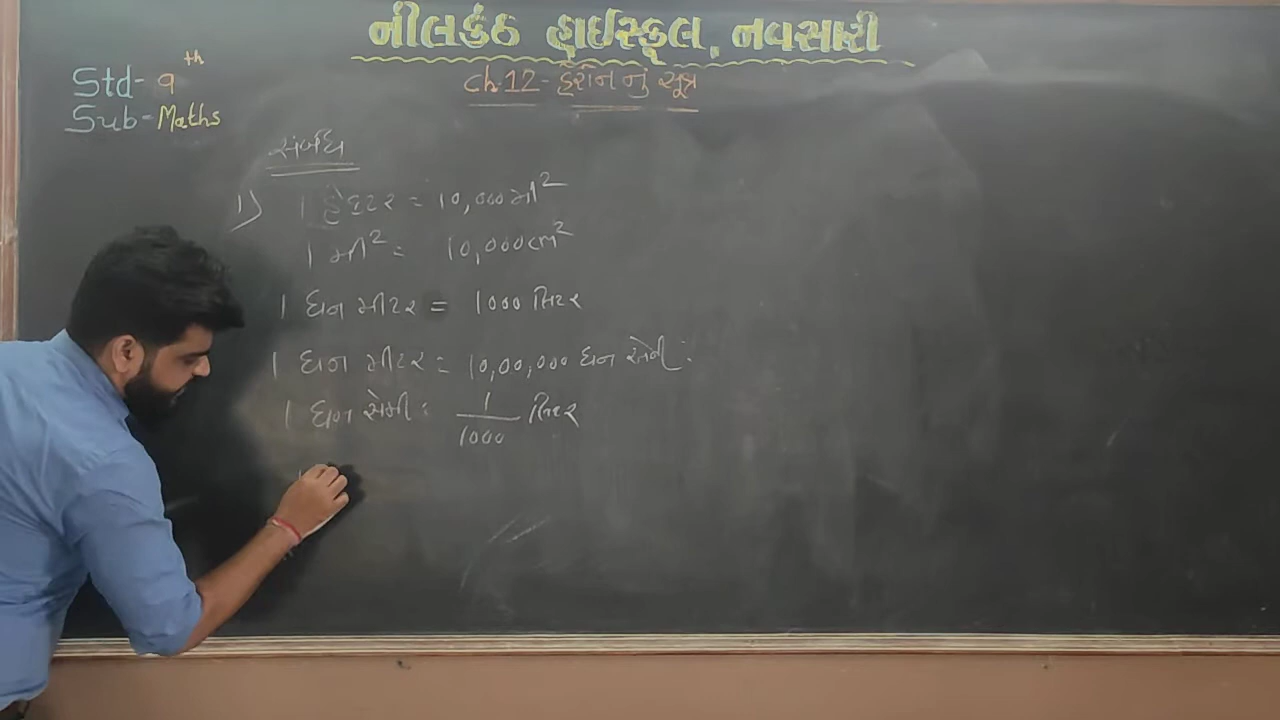 નીલકંઠ હાઈસ્કૂલ, નવસારી
Std- 9th
Sub- Maths
Ch.12 - હેરોનનું સૂત્ર
સંબંધ
1) 1 હેક્ટર = 10,000 મી²
1 મી² = 10,000 cm²
1 ઘન મીટર = 1000 લિટર
1 ઘન મીટર = 10,00,000 ઘન સેમી.
1 ઘન સેમી = 1/1000 લિટર